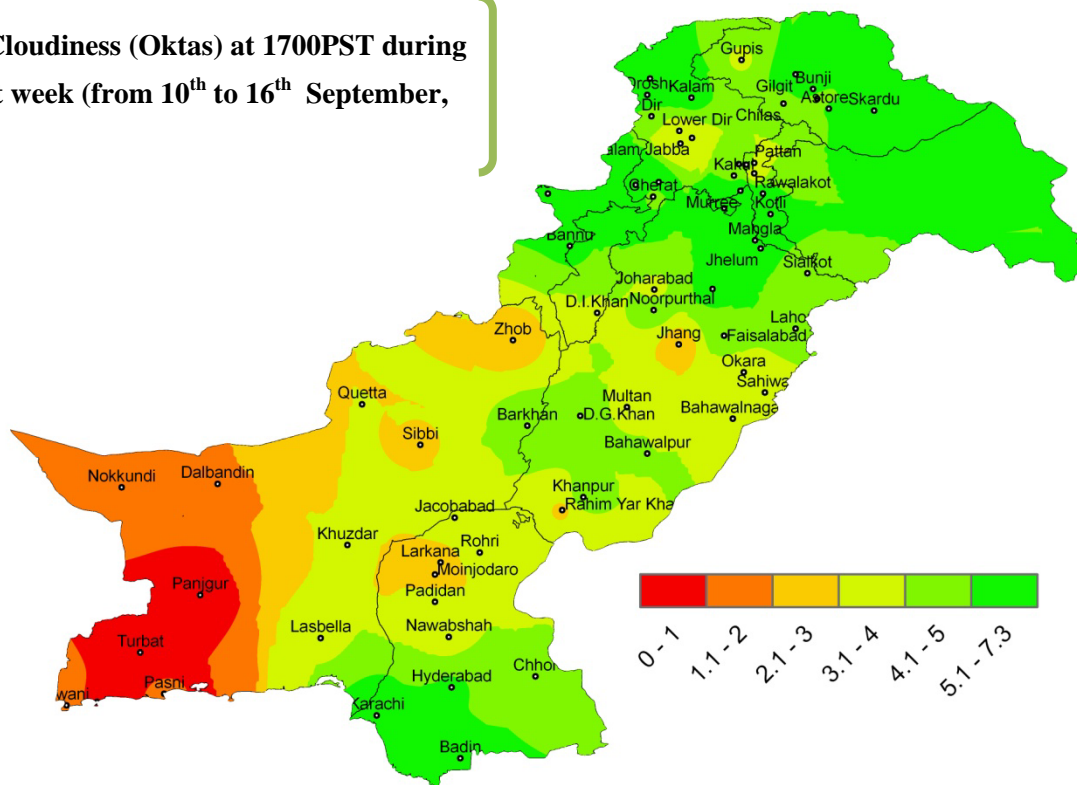 Cloudiness (Oktas) at 1700PST during
t week (from 10th to 16th September,
Gupis
Drosh
Kalam
Gilgit
Bunji
Astore
Skardu
Dir
Chilas
Lower Dir
alam Jabba
Pattan
Rawalakot
Cherat
Murree
Kotli
Bannu
Mangla
Jhelum
Sialkot
Joharabad
D.I.Khan
Noorpurthal
Laho
Zhob
Jhang
Faisalabad
Okara
Quetta
Sahiwa
Multan
Barkhan
D.G.Khan
Bahawalnaga
Sibbi
Bahawalpur
Nokkundi
Dalbandin
Khanpur
Jacobabad
Rahim Yar Kha
Khuzdar
Rohri
Larkana
Moinjodaro
Panjgur
Padidan
Lasbella
Nawabshah
Turbat
Chhor
Pasni
Hyderabad
wani
Karachi
Badin
0 - 1
1.1 - 2
2.1 - 3
3.1 - 4
4.1 - 5
5.1 - 7.3